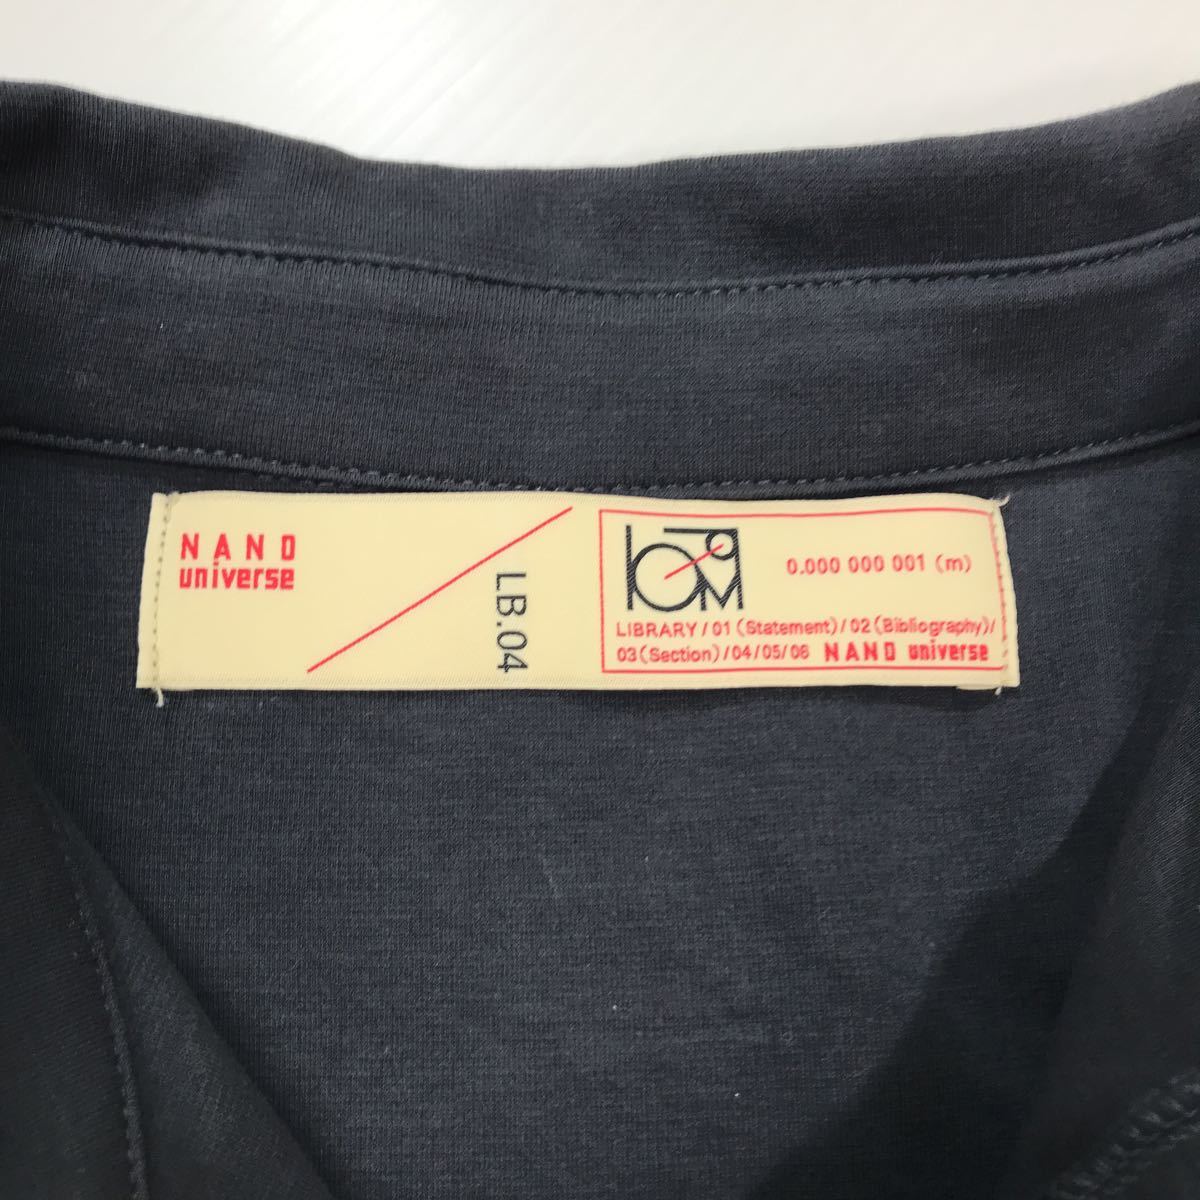 NANO
universe
LB.04
0.000 000 001 (m)
LIBRARY/01(Statement)/02(Bibliography)/
03(Section)/04/05/06 NANO universe